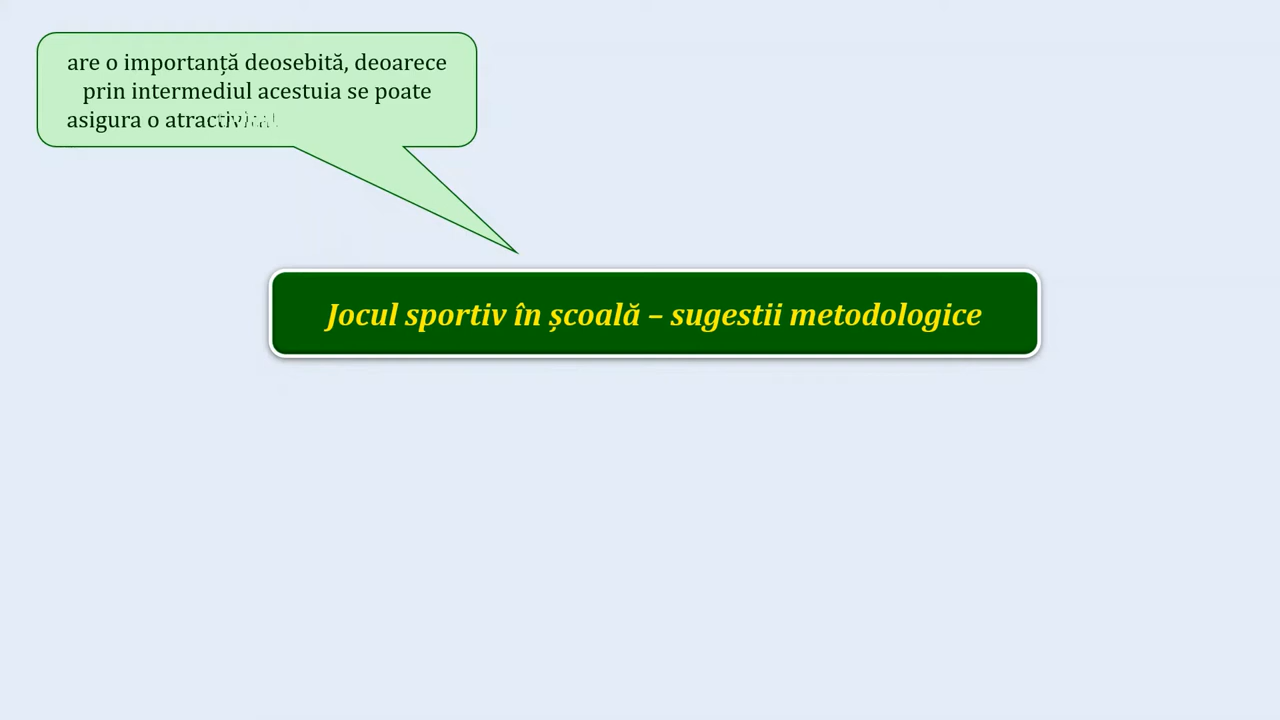 are o importanță deosebită, deoarece
prin intermediul acestuia se poate
asigura o
Jocul sportiv în școală – sugestii metodologice